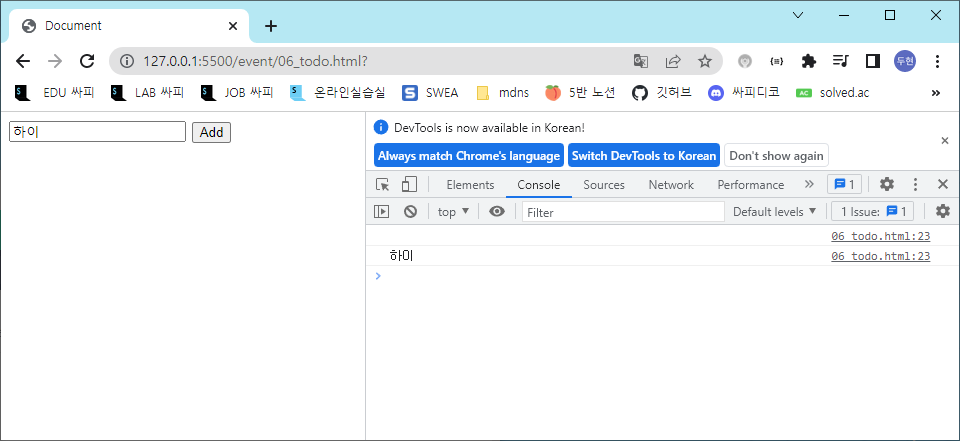 Document
127.0.0.1:5500/event/06_todo.html?
두현
EDU 싸피 LAB 싸피 JOB 싸피 온라인실습실 SWEA mdns 5반 노션 깃허브 싸피디코 solved.ac
하이 Add
DevTools is now available in Korean!
Always match Chrome's language Switch DevTools to Korean Don't show again
Elements Console Sources Network Performance 1
top Filter Default levels 1 Issue: 1
06_todo.html:23
하이 06_todo.html:23